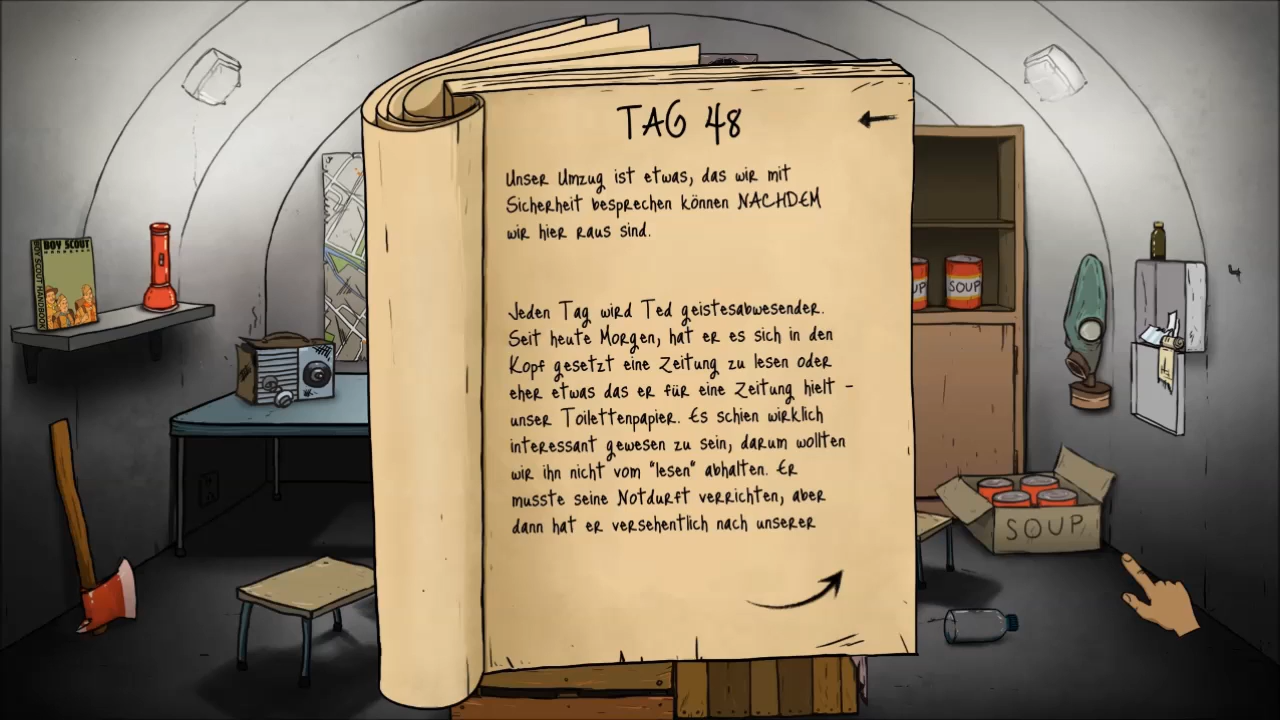 TAG 48
Unser Umzug ist etwas, das wir mit
Sicherheit besprechen können NACHDEM
wir hier raus sind.
Jeden Tag wird Ted geistesabwesender.
Seit heute Morgen, hat er es sich in den
Kopf gesetzt eine Zeitung zu lesen oder
eher etwas das er für eine Zeitung hielt -
unser Toilettenpapier. Es schien wirklich
interessant gewesen zu sein, darum wollten
wir ihn nicht vom "lesen" abhalten. Er
musste seine Notdurft verrichten, aber
dann hat er versehentlich nach unserer
BOY SCOUT
BOY SCOUT HANDBOOK
UP
SOUP
SOUP